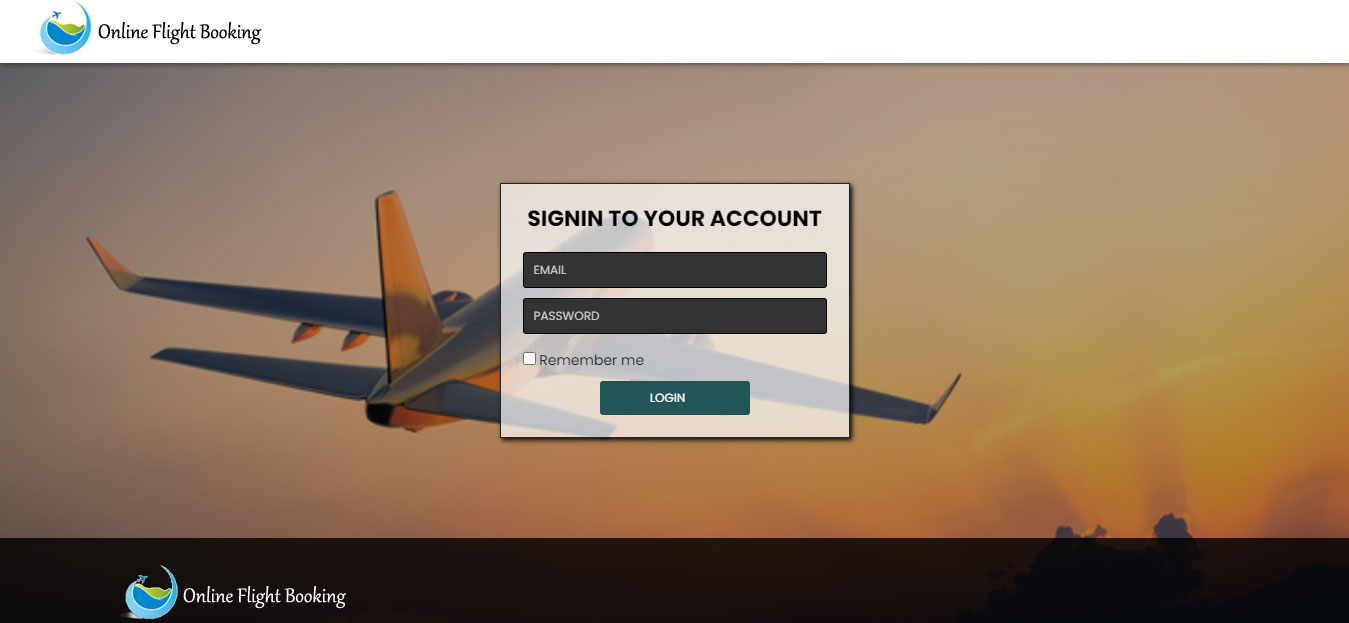 Online Flight Booking
SIGNIN TO YOUR ACCOUNT
EMAIL
PASSWORD
Remember me
LOGIN
Online Flight Booking